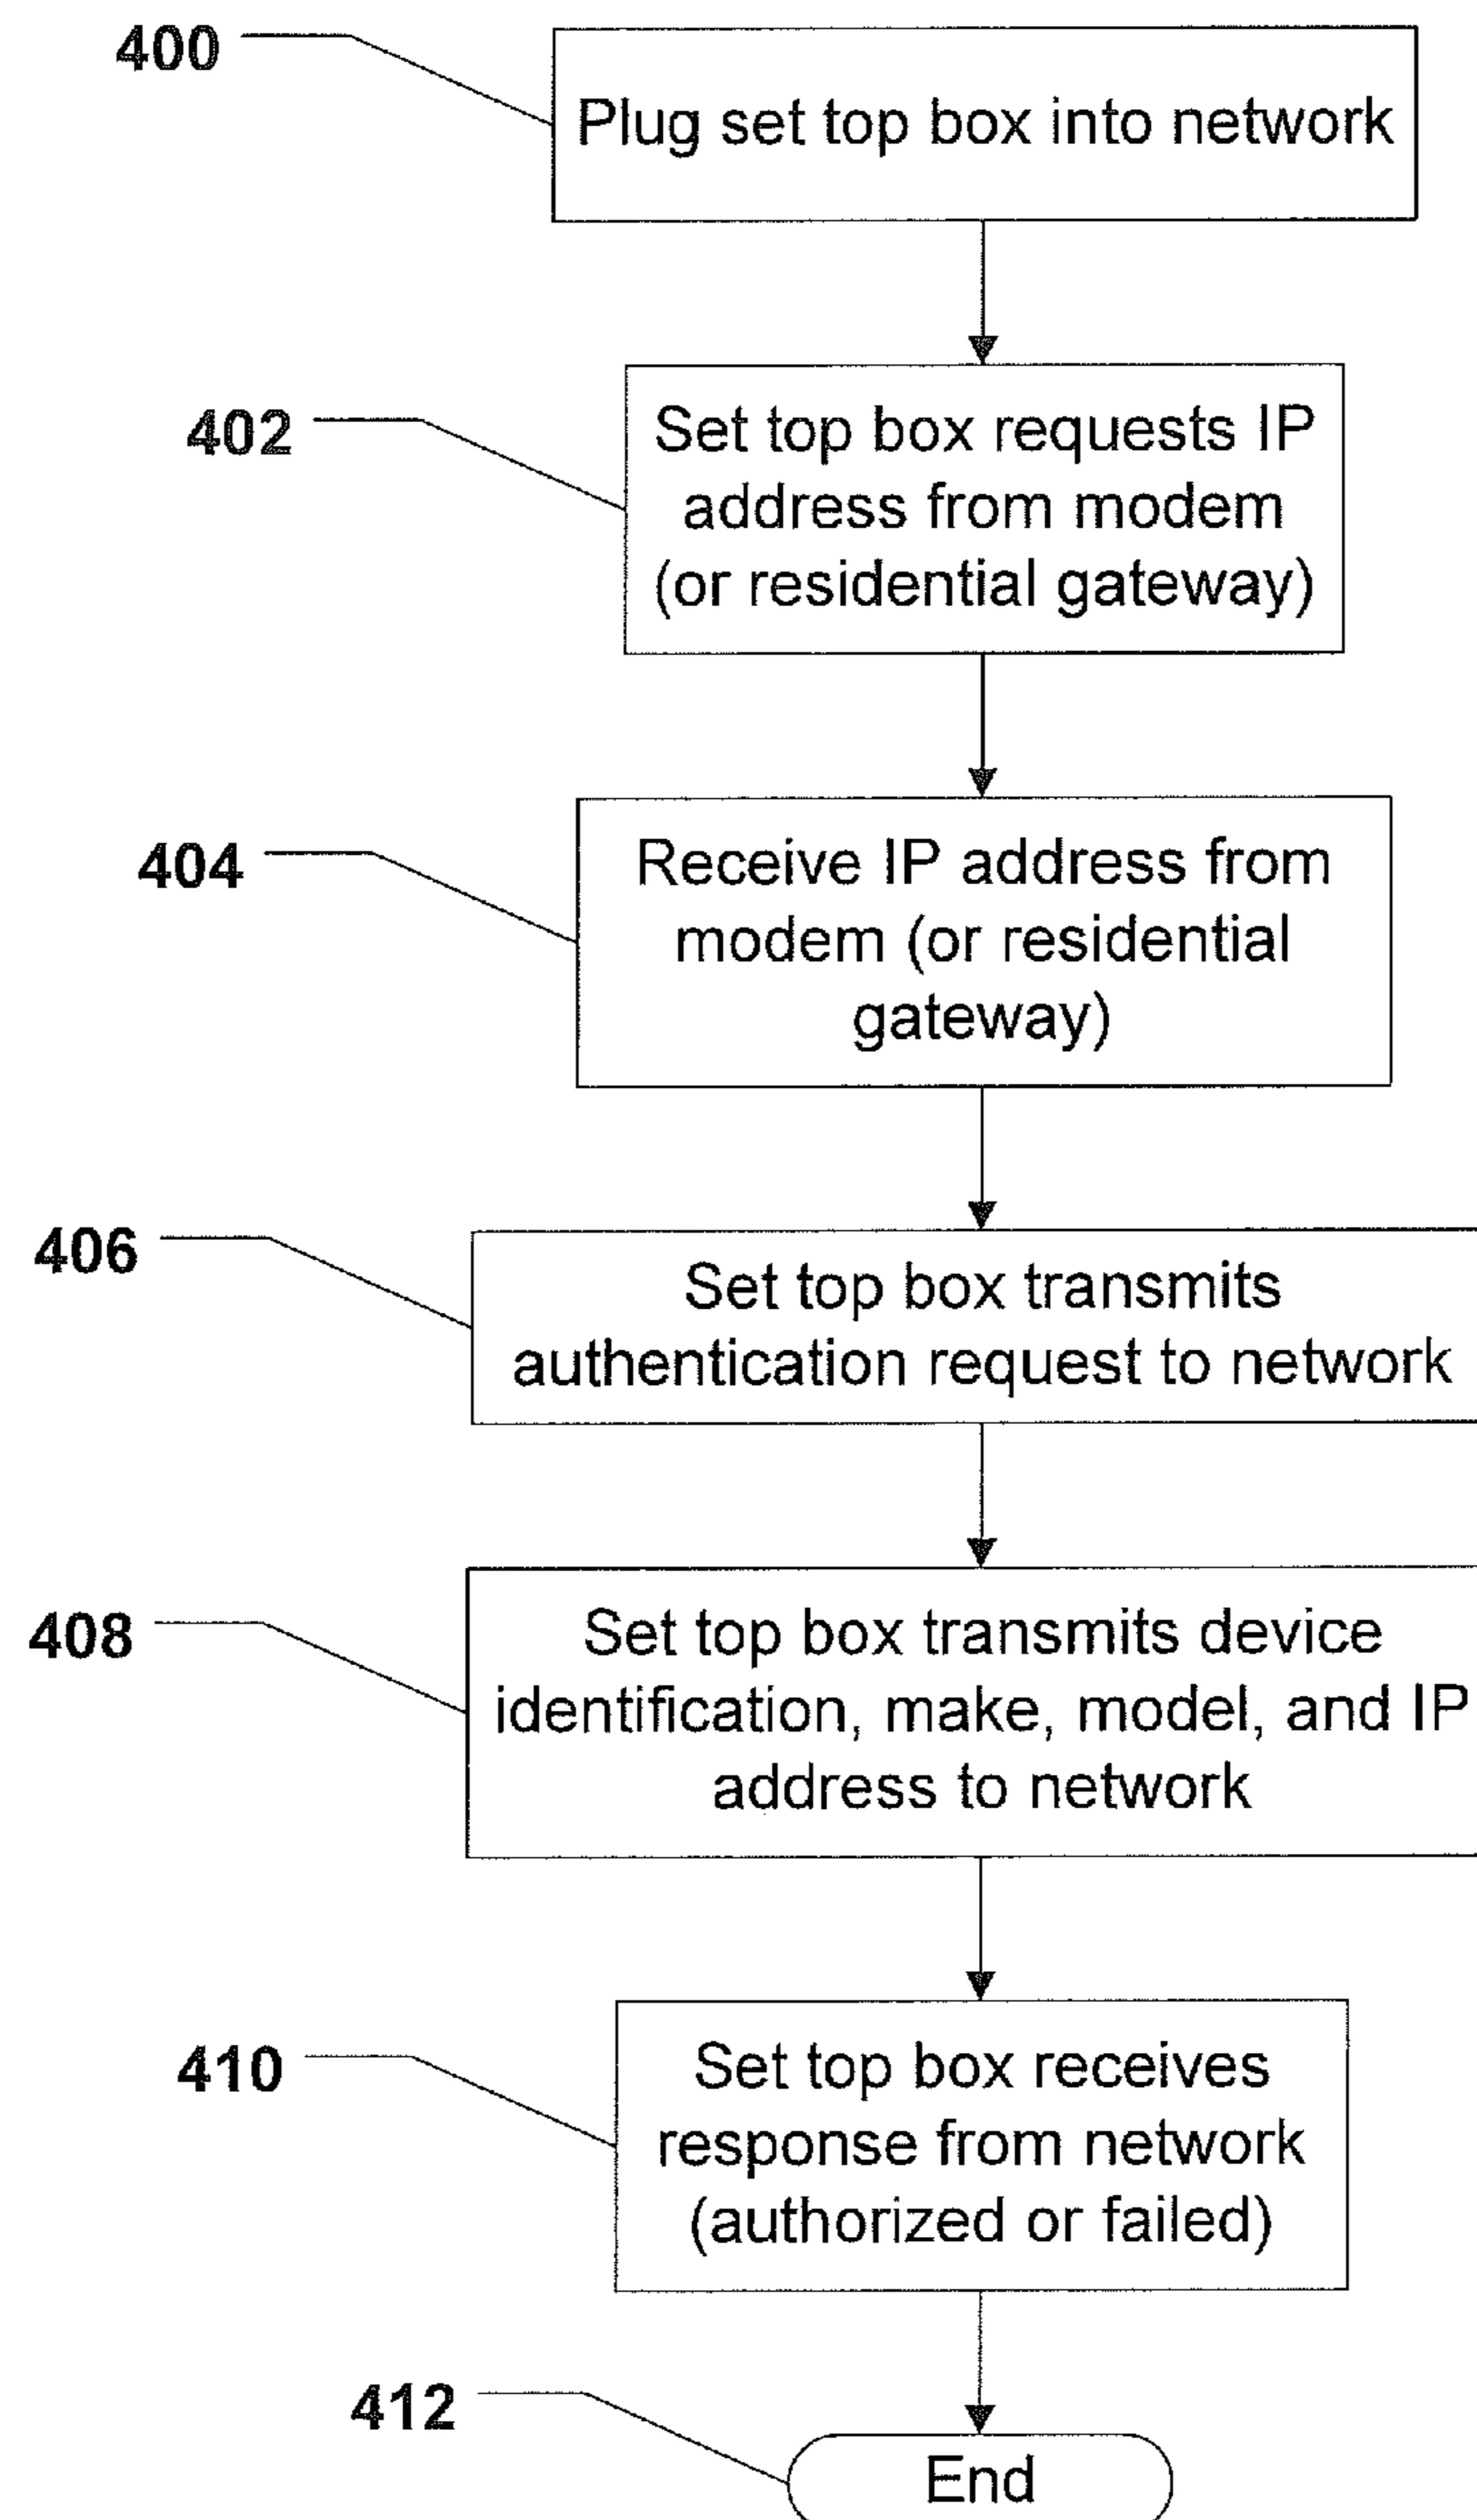 400
Plug set top box into network
402
Set top box requests IP
address from modem
(or residential gateway)
404
Receive IP address from
modem (or residential
gateway)
406
Set top box transmits
authentication request to network
408
Set top box transmits device
identification, make, model, and IP
address to network
410
Set top box receives
response from network
(authorized or failed)
412
End